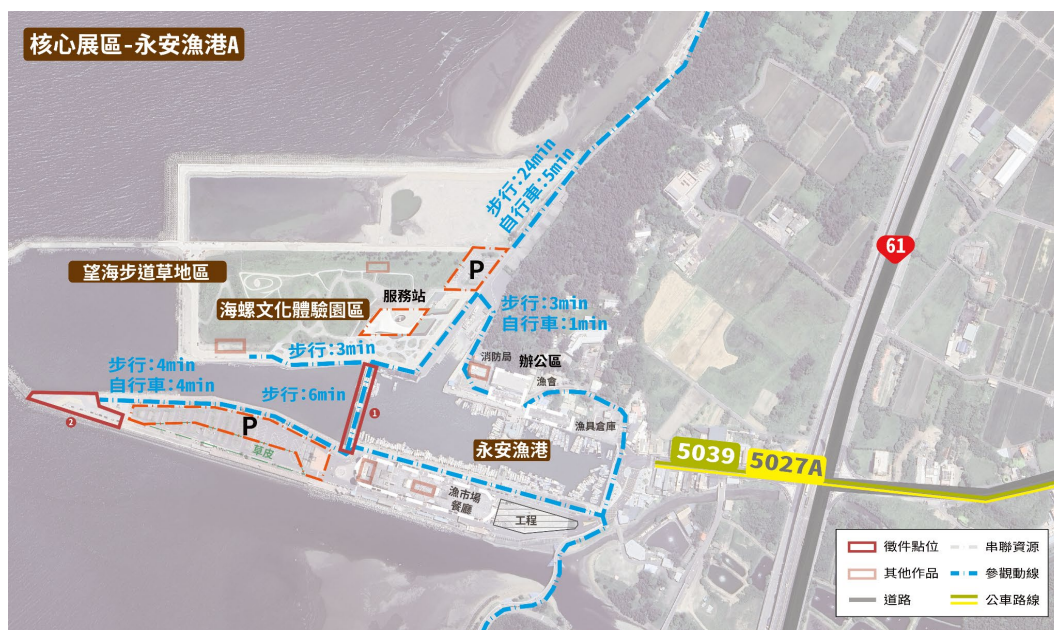 核心展區-永安漁港A
步行:24min
自行車:5min
61
望海步道草地區
P
服務站
海螺文化體驗園區
步行:3min
自行車:1min
步行:3min
消防局
辦公區
漁會
步行:4min
自行車:4min
步行:6min
1
2
P
草皮
漁具倉庫
永安漁港
5039
5027A
漁市場
餐廳
工程
徵件點位
串聯資源
其他作品
參觀動線
道路
公車路線